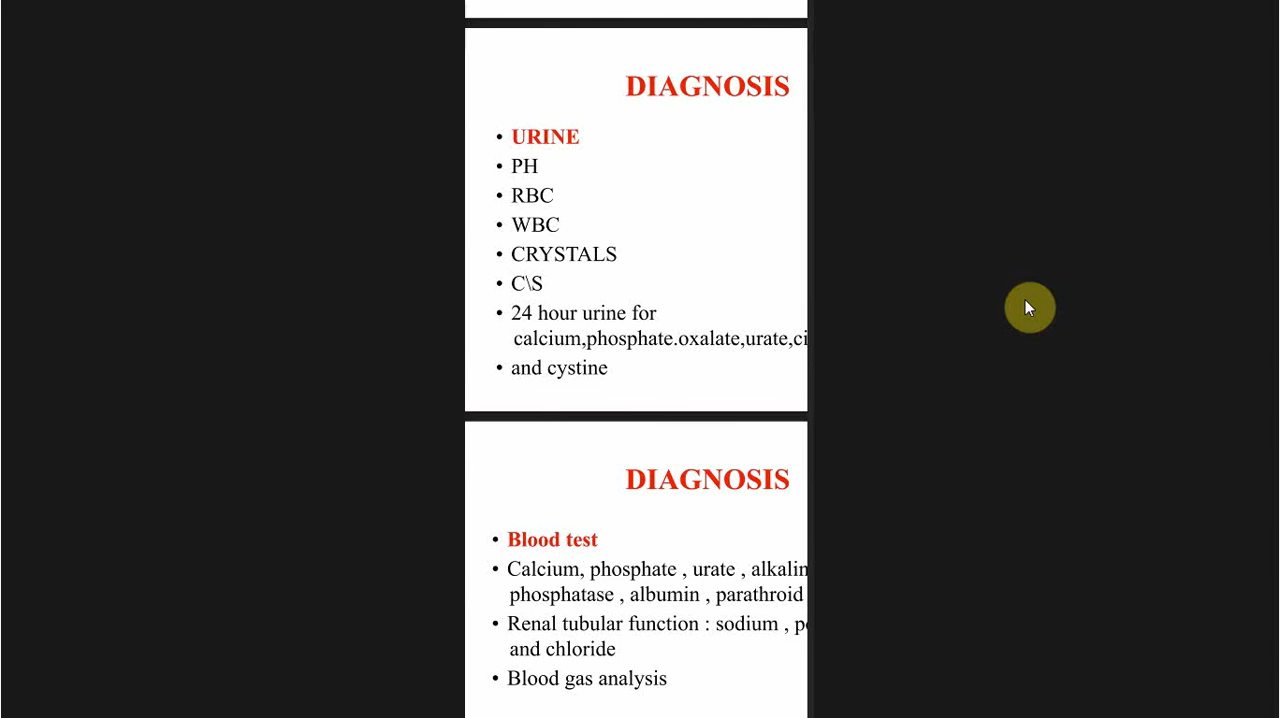 DIAGNOSIS
• URINE
• PH
• RBC
• WBC
• CRYSTALS
• C\S
• 24 hour urine for
calcium,phosphate.oxalate,urate,ci
• and cystine
DIAGNOSIS
• Blood test
• Calcium, phosphate , urate , alkalin
phosphatase , albumin , parathroid
• Renal tubular function : sodium , p
and chloride
• Blood gas analysis